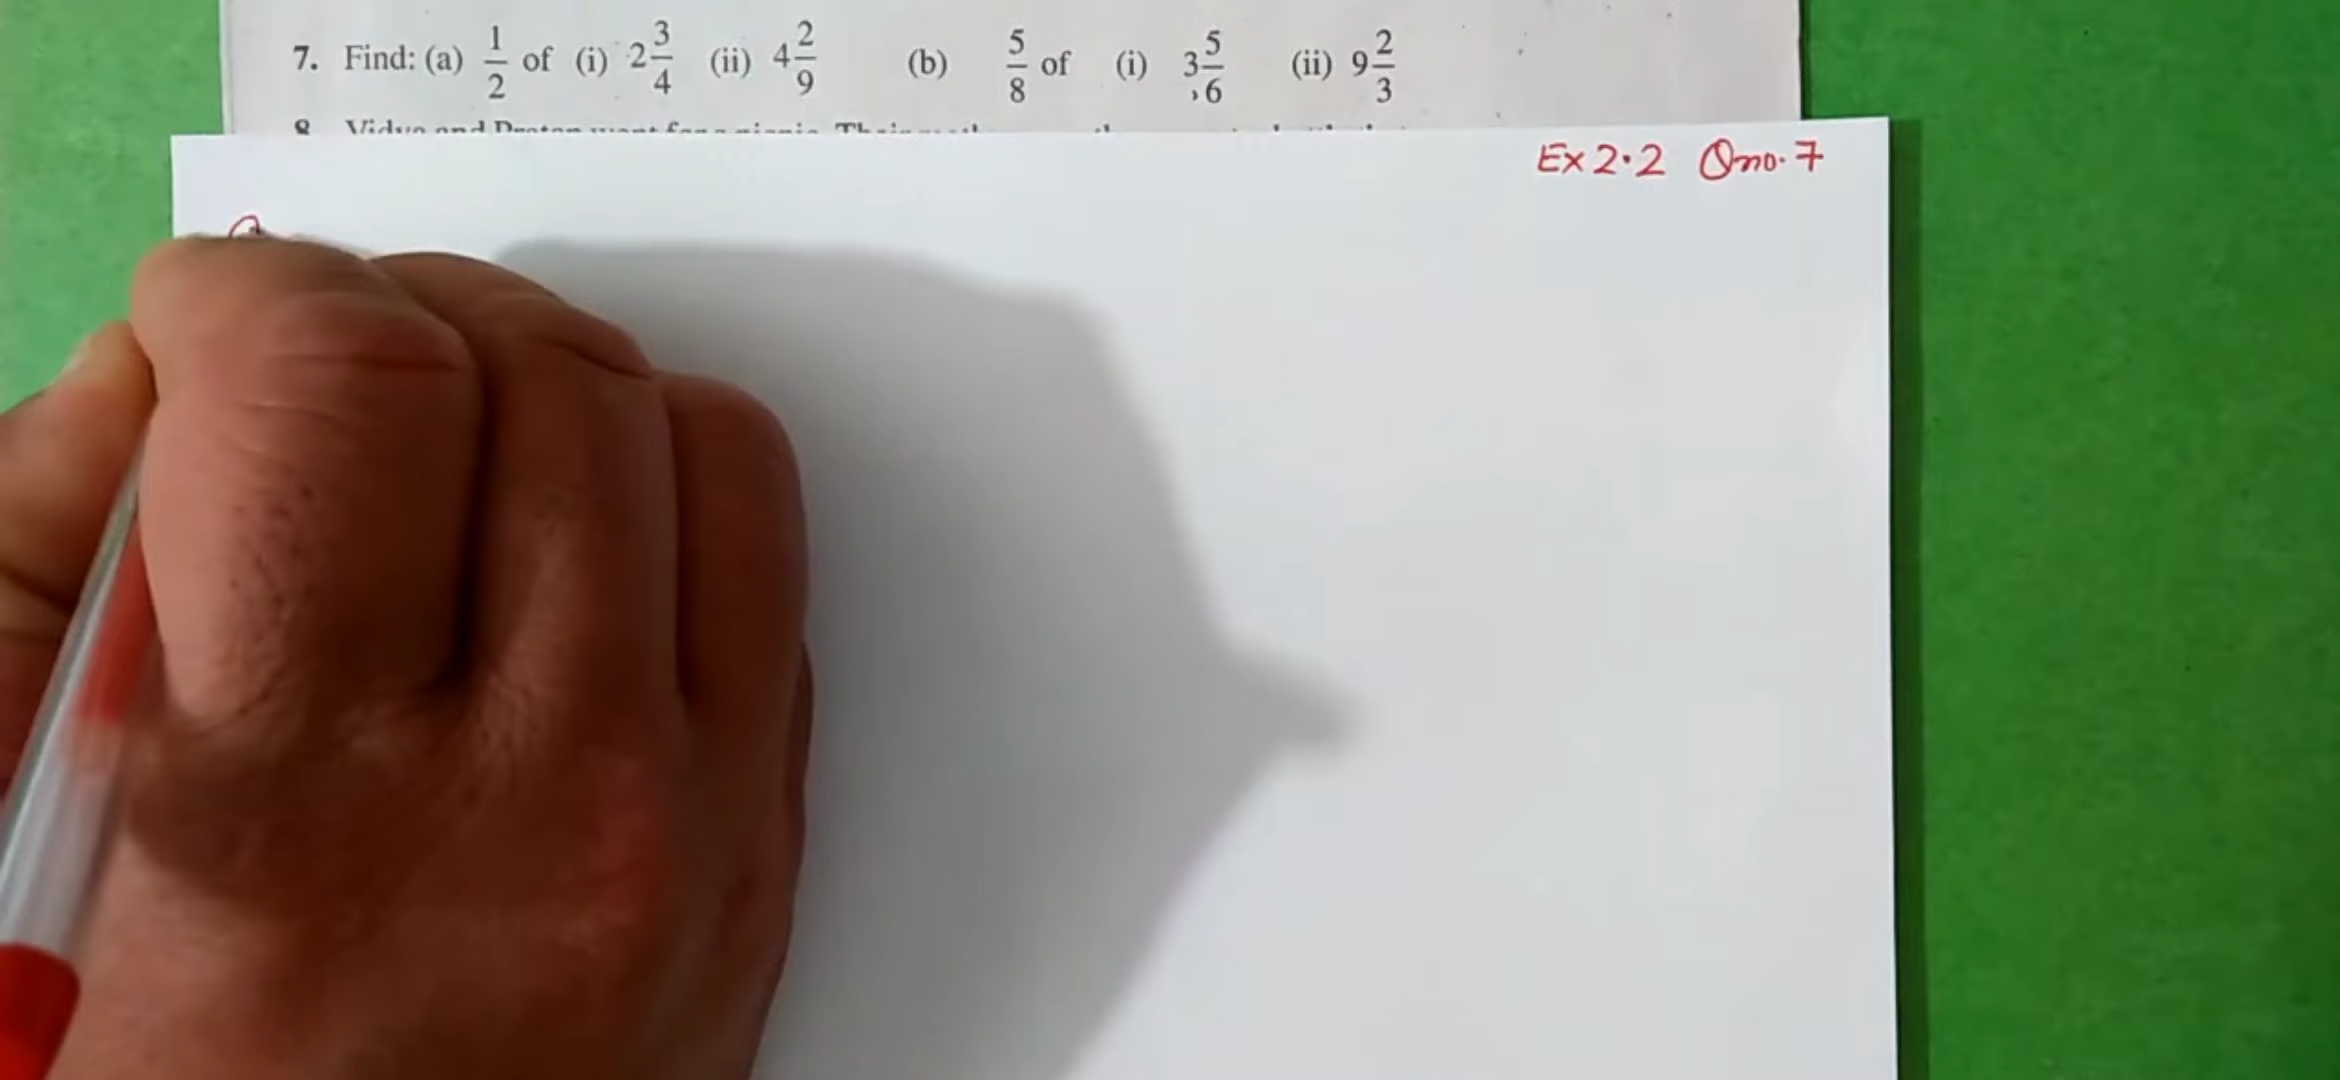 7. Find: (a) 1/2 of (i) 2 3/4 (ii) 4 2/9 (b) 5/8 of (i) 3 5/6 (ii) 9 2/3
8
Ex 2.2 Qno. 7